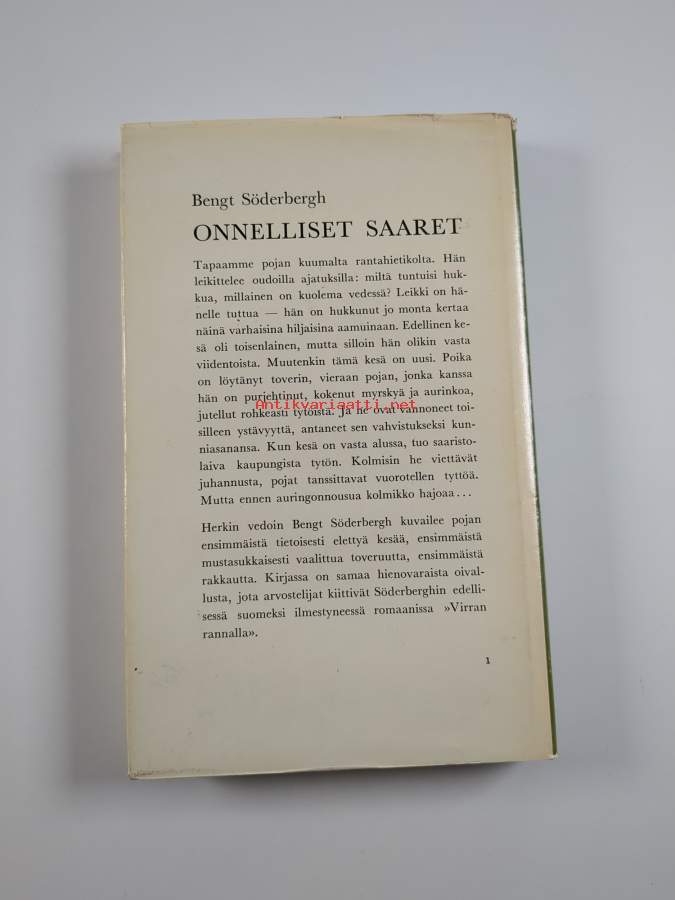 Bengt Söderbergh
ONNELLISET SAARET
Tapaamme pojan kuumalta rantahietikolta. Hän
leikittelee oudoilla ajatuksilla: miltä tuntuisi huk-
kua, millainen on kuolema vedessä? Leikki on hä-
nelle tuttua — hän on hukkunut jo monta kertaa
näinä varhaisina hiljaisina aamuinaan. Edellinen ke-
sä oli toisenlainen, mutta silloin hän olikin vasta
viidentoista. Muutenkin tämä kesä on uusi. Poika
on löytänyt toverin, vieraan pojan, jonka kanssa
hän on purjehtinut, kokenut myrskyä ja aurinkoa,
Antikvariaatti.net
jutellut rohkeasti tytöistä. Ja he ovat vannoneet toi-
silleen ystävyyttä, antaneet sen vahvistukseksi kun-
niasanansa. Kun kesä on vasta alussa, tuo saaristo-
laiva kaupungista tytön. Kolmisin he viettävät
juhannusta, pojat tanssittavat vuorotellen tyttöä.
Mutta ennen auringonnousua kolmikko hajoaa...
Herkin vedoin Bengt Söderbergh kuvailee pojan
ensimmäistä tietoisesti elettyä kesää, ensimmäistä
mustasukkaisesti vaalittua toveruutta, ensimmäistä
rakkautta. Kirjassa on samaa hienovaraista oival-
lusta, jota arvostelijat kiittivät Söderberghin edelli-
sessä suomeksi ilmestyneessä romaanissa »Virran
rannalla».
1